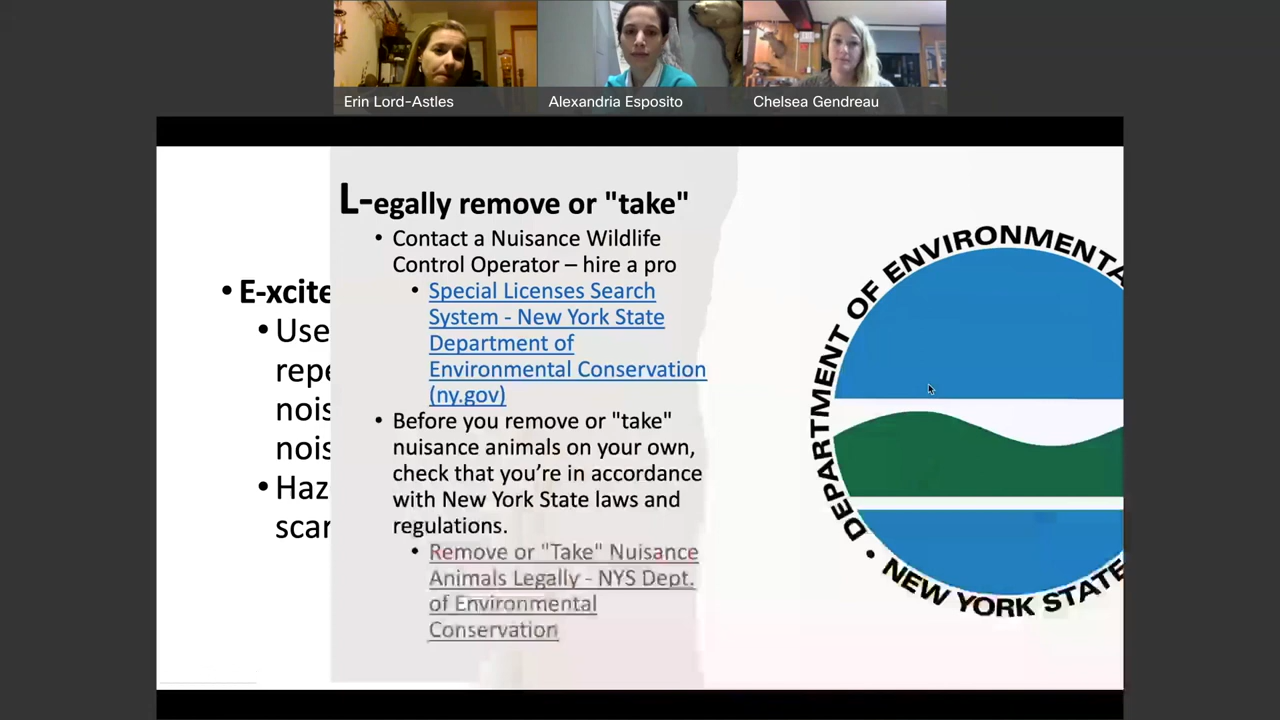 Erin Lord-Astles
Alexandria Esposito
Chelsea Gendreau
L-egally remove or "take"
• Contact a Nuisance Wildlife
Control Operator – hire a pro
• Special Licenses Search
System - New York State
Department of
Environmental Conservation
(ny.gov)
• Before you remove or "take"
nuisance animals on your own,
check that you're in accordance
with New York State laws and
regulations.
• Remove or "Take" Nuisance
Animals Legally - NYS Dept.
of Environmental
Conservation
• E-xcite
• Use
repe
nois
nois
• Haz
scar
DEPARTMENT OF ENVIRONMENTA
• NEW YORK STATE